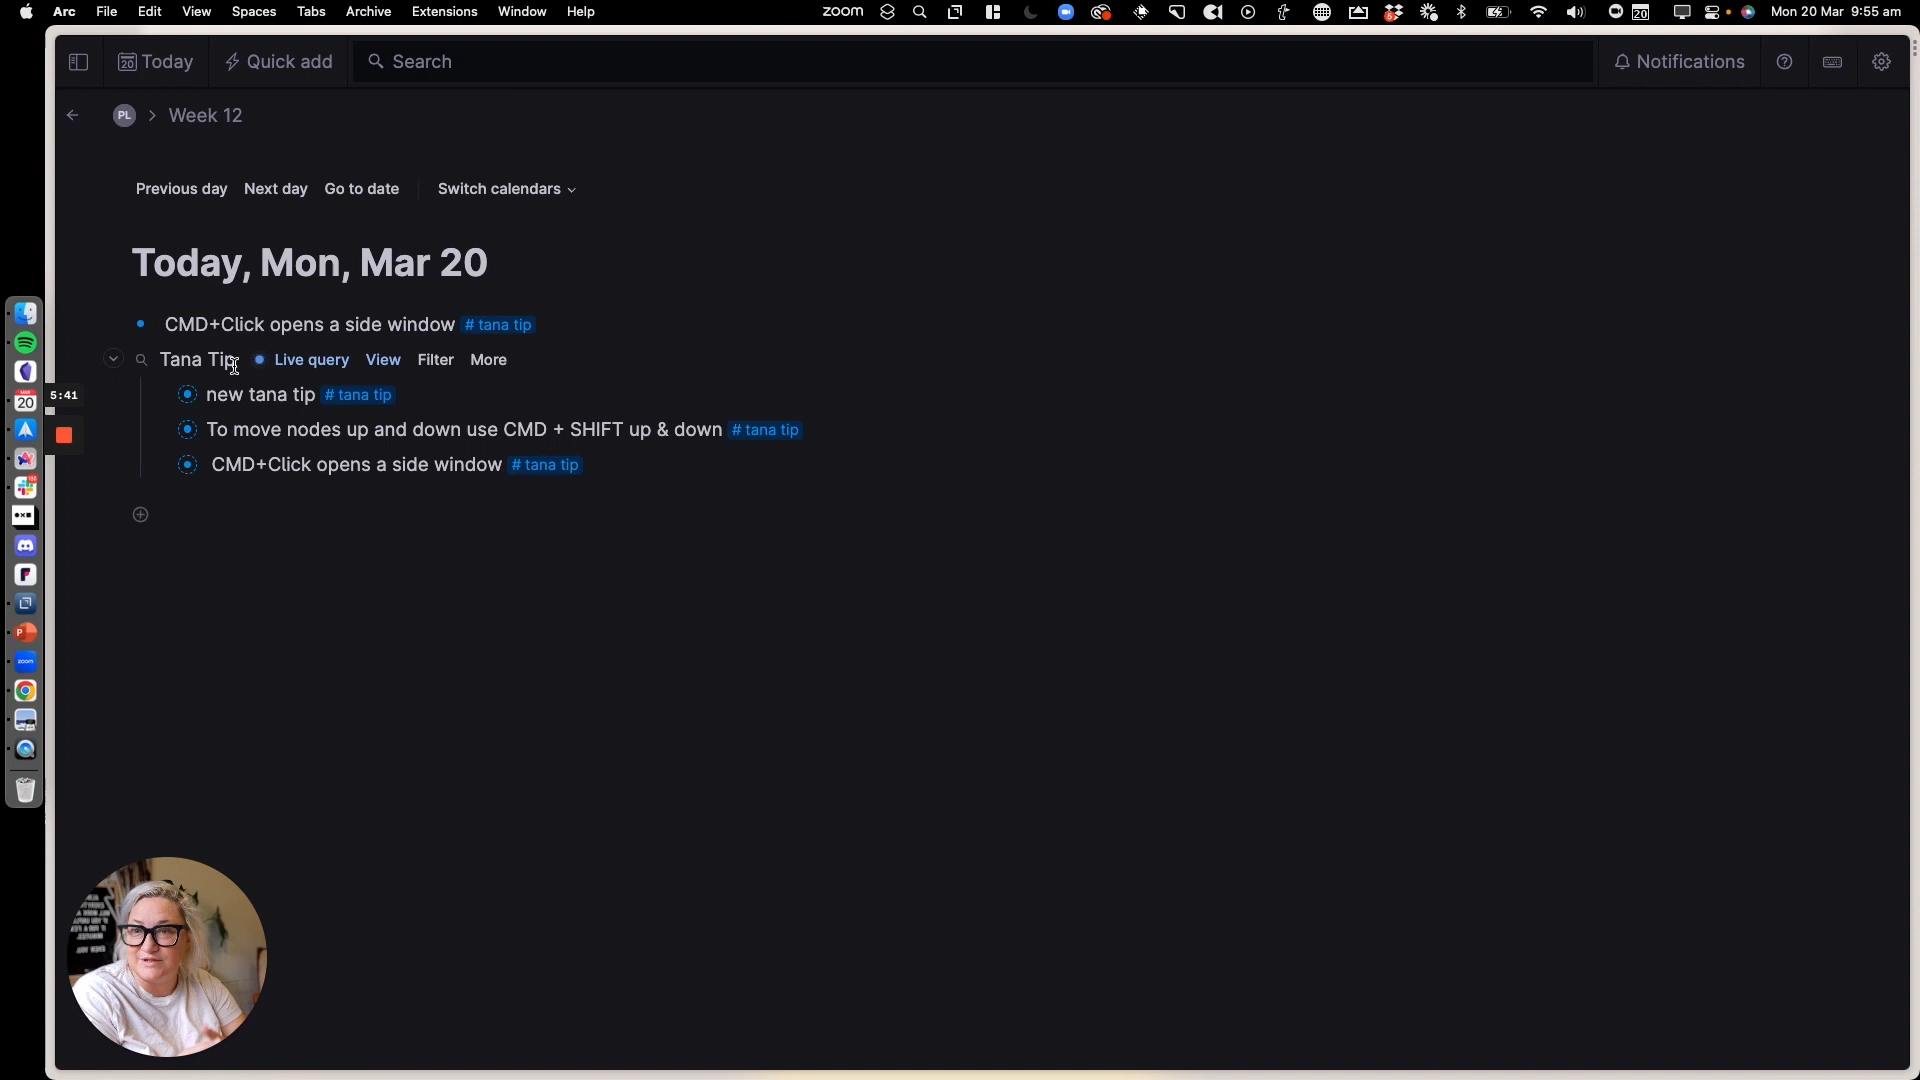 Arc File Edit View Spaces Tabs Archive Extensions Window Help zoom 20 Mon 20 Mar 9:55 am
20 Today Quick add Search Notifications
PL > Week 12
Previous day Next day Go to date Switch calendars
Today, Mon, Mar 20
CMD+Click opens a side window # tana tip
Tana Tip Live query View Filter More
new tana tip # tana tip
5:41
20
To move nodes up and down use CMD + SHIFT up & down # tana tip
CMD+Click opens a side window # tana tip
zoom